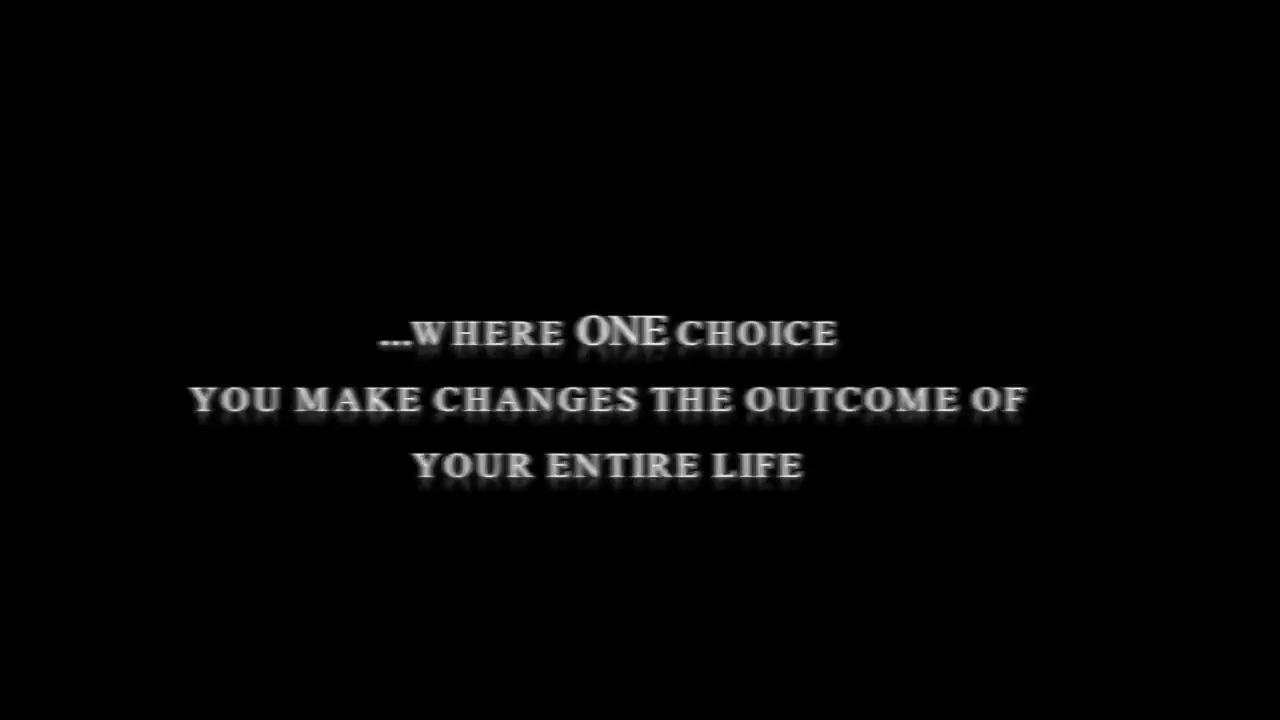 ...WHERE ONE CHOICE
YOU MAKE CHANGES THE OUTCOME OF
YOUR ENTIRE LIFE